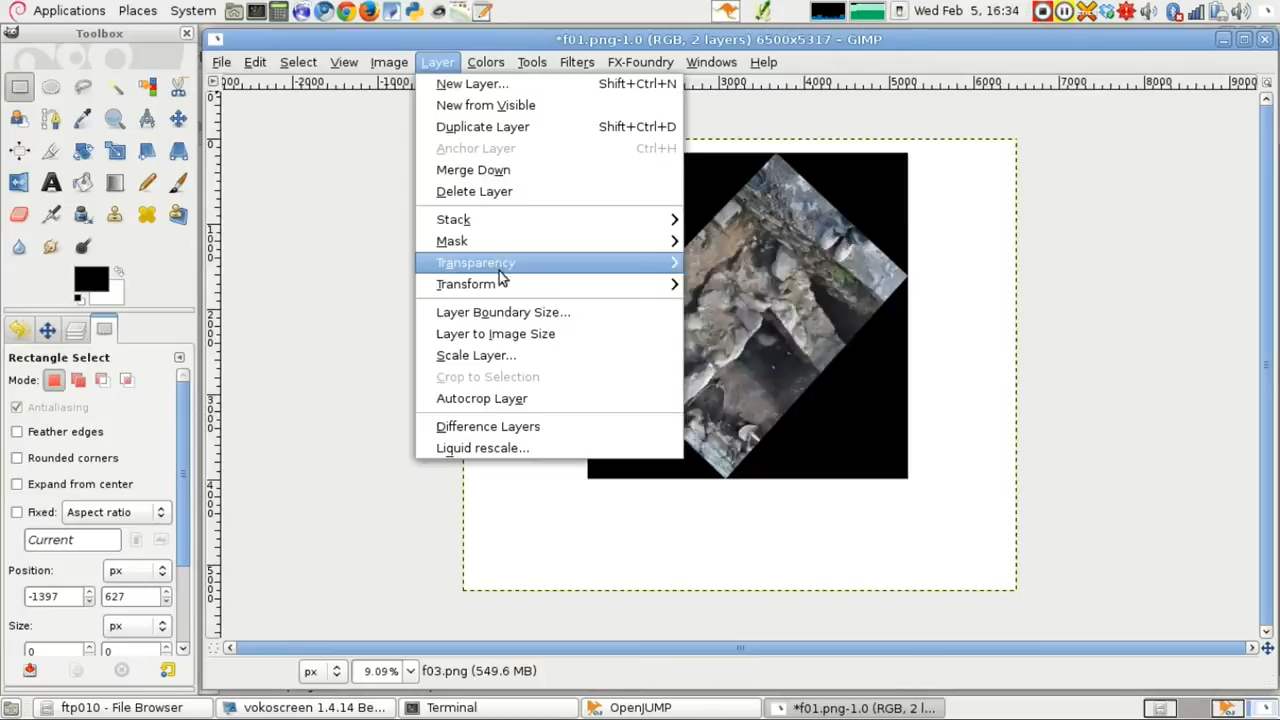 Applications Places System Wed Feb 5, 16:34
Toolbox
*f01.png-1.0 (RGB, 2 layers) 6500x5317 – GIMP
File Edit Select View Image Layer Colors Tools Filters FX-Foundry Windows Help
-2000 -1000 3000 4000 5000 6000 7000 8000 9000
New Layer... Shift+Ctrl+N
New from Visible
Duplicate Layer Shift+Ctrl+D
Anchor Layer Ctrl+H
Merge Down
Delete Layer
Stack
Mask
Transparency
Transform
Layer Boundary Size...
Layer to Image Size
Scale Layer...
Crop to Selection
Autocrop Layer
Difference Layers
Liquid rescale...
Rectangle Select
Mode:
Antialiasing
Feather edges
Rounded corners
Expand from center
Fixed: Aspect ratio
Current
Position: px
-1397 627
Size: px
0 0
px 9.09% f03.png (549.6 MB)
ftp010 - File Browser vokoscreen 1.4.14 Be... Terminal OpenJUMP *f01.png-1.0 (RGB, 2 l...